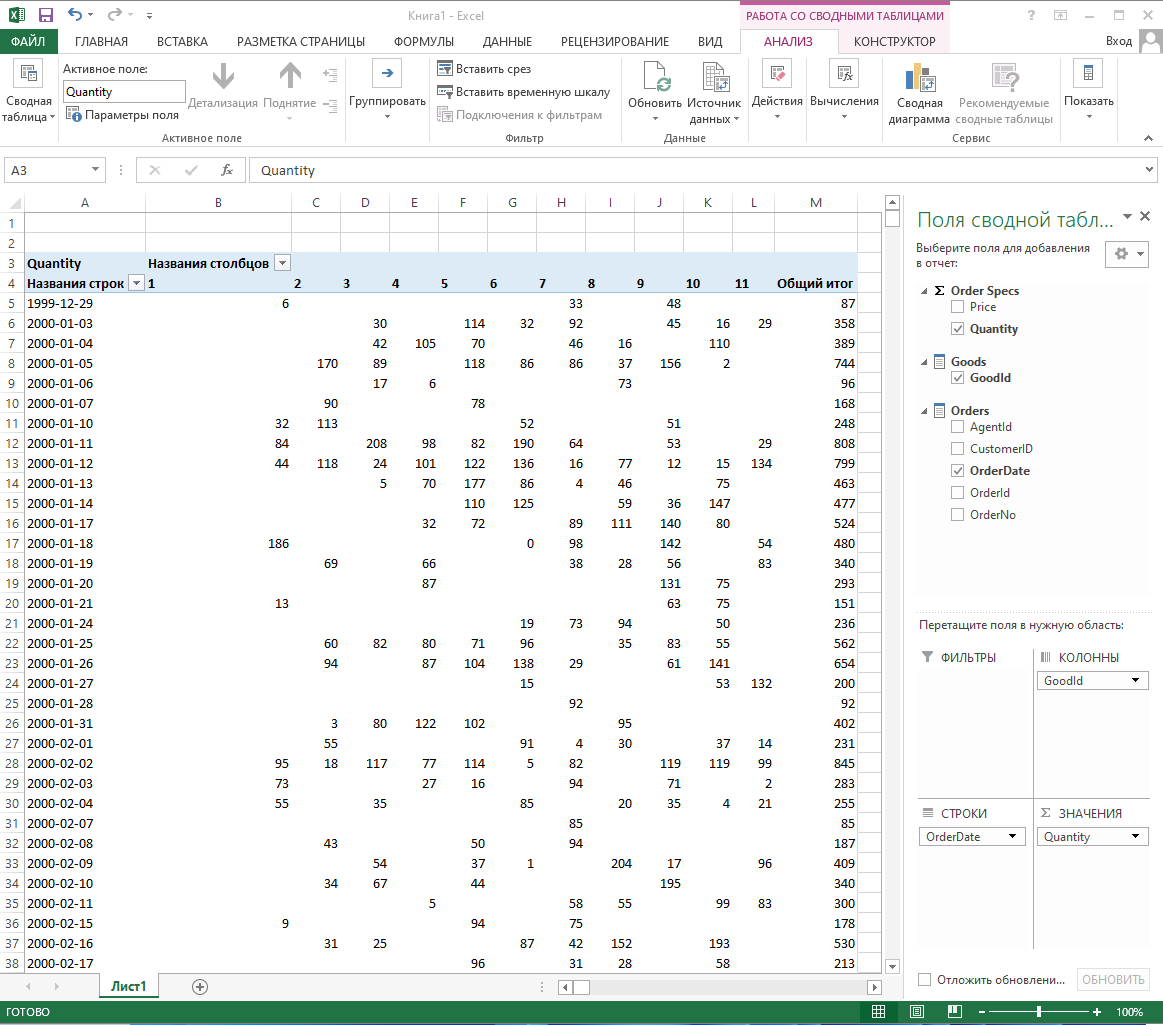 Книга1 - Excel
РАБОТА СО СВОДНЫМИ ТАБЛИЦАМИ
ФАЙЛ ГЛАВНАЯ ВСТАВКА РАЗМЕТКА СТРАНИЦЫ ФОРМУЛЫ ДАННЫЕ РЕЦЕНЗИРОВАНИЕ ВИД АНАЛИЗ КОНСТРУКТОР Вход
Сводная таблица
Активное поле:
Quantity
Параметры поля
Детализация Поднятие
Активное поле
Группировать
Вставить срез
Вставить временную шкалу
Подключения к фильтрам
Фильтр
Обновить Источник данных
Данные
Действия
Вычисления
Сводная диаграмма
Рекомендуемые сводные таблицы
Сервис
Показать
A3 fx Quantity
A B C D E F G H I J K L M
1
2
3 Quantity Названия столбцов
4 Названия строк 1 2 3 4 5 6 7 8 9 10 11 Общий итог
5 1999-12-29 6 33 48 87
6 2000-01-03 30 114 32 92 45 16 29 358
7 2000-01-04 42 105 70 46 16 110 389
8 2000-01-05 170 89 118 86 86 37 156 2 744
9 2000-01-06 17 6 73 96
10 2000-01-07 90 78 168
11 2000-01-10 32 113 52 51 248
12 2000-01-11 84 208 98 82 190 64 53 29 808
13 2000-01-12 44 118 24 101 122 136 16 77 12 15 134 799
14 2000-01-13 5 70 177 86 4 46 75 463
15 2000-01-14 110 125 59 36 147 477
16 2000-01-17 32 72 89 111 140 80 524
17 2000-01-18 186 0 98 142 54 480
18 2000-01-19 69 66 38 28 56 83 340
19 2000-01-20 87 131 75 293
20 2000-01-21 13 63 75 151
21 2000-01-24 19 73 94 50 236
22 2000-01-25 60 82 80 71 96 35 83 55 562
23 2000-01-26 94 87 104 138 29 61 141 654
24 2000-01-27 15 53 132 200
25 2000-01-28 92 92
26 2000-01-31 3 80 122 102 95 402
27 2000-02-01 55 91 4 30 37 14 231
28 2000-02-02 95 18 117 77 114 5 82 119 119 99 845
29 2000-02-03 73 27 16 94 71 2 283
30 2000-02-04 55 35 85 20 35 4 21 255
31 2000-02-07 85 85
32 2000-02-08 43 50 94 187
33 2000-02-09 54 37 1 204 17 96 409
34 2000-02-10 34 67 44 195 340
35 2000-02-11 5 58 55 99 83 300
36 2000-02-15 9 94 75 178
37 2000-02-16 31 25 87 42 152 193 530
38 2000-02-17 96 31 28 58 213
Поля сводной табл...
Выберите поля для добавления
в отчет:
Σ Order Specs
Price
Quantity
Goods
GoodId
Orders
AgentId
CustomerID
OrderDate
OrderId
OrderNo
Перетащите поля в нужную область:
ФИЛЬТРЫ
КОЛОННЫ
GoodId
СТРОКИ
OrderDate
Σ ЗНАЧЕНИЯ
Quantity
Отложить обновлени... ОБНОВИТЬ
Лист1
ГОТОВО 100%